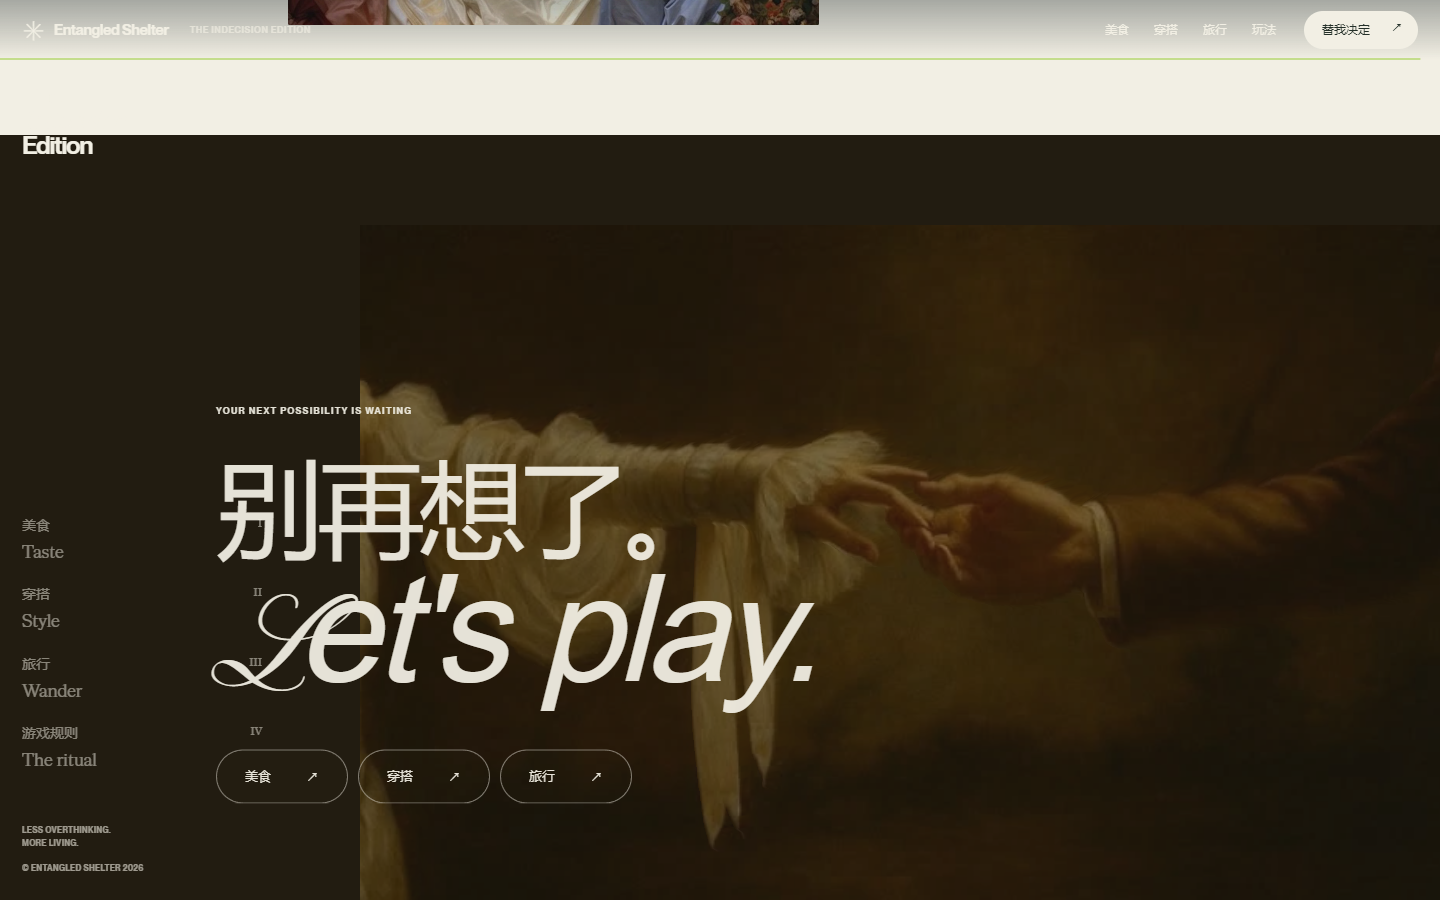 Entangled Shelter
THE INDECISION EDITION
美食
穿搭
旅行
玩法
替我决定 ↗
Edition
YOUR NEXT POSSIBILITY IS WAITING
别再想了。
Let's play.
美食
Taste
I
穿搭
Style
II
旅行
Wander
III
游戏规则
The ritual
IV
美食 ↗
穿搭 ↗
旅行 ↗
LESS OVERTHINKING.
MORE LIVING.
© ENTANGLED SHELTER 2026